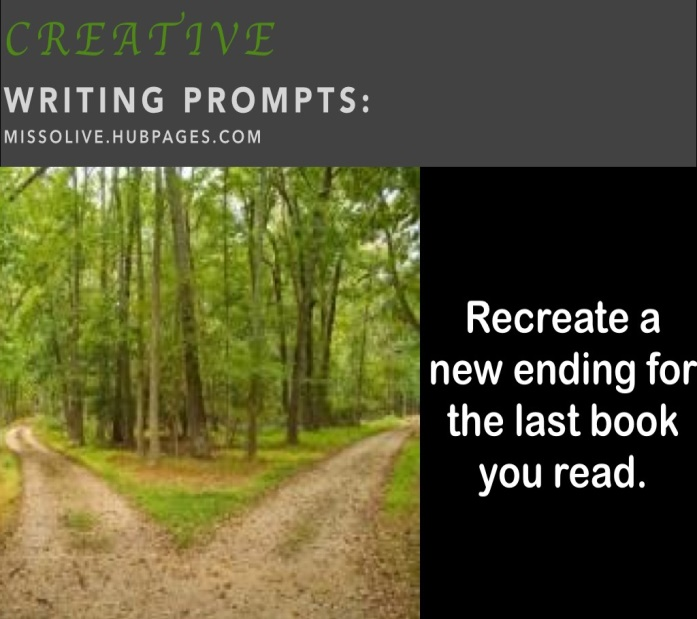 CREATIVE
WRITING PROMPTS:
MISSOLIVE.HUBPAGES.COM
Recreate a
new ending for
the last book
you read.